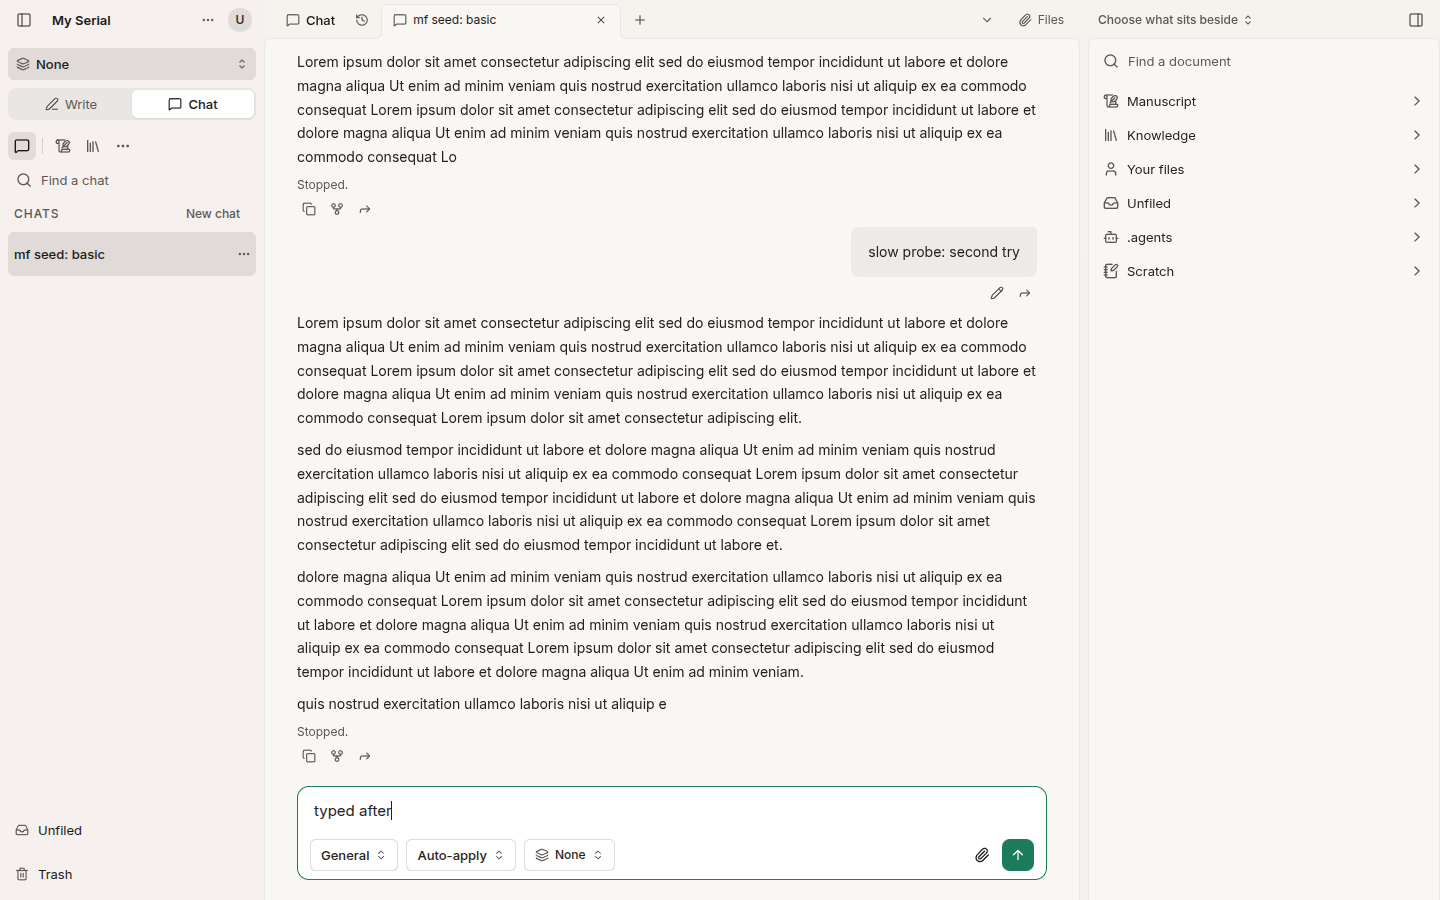 My Serial
U
None
Write
Chat
Find a chat
CHATS
New chat
mf seed: basic
Unfiled
Trash
Chat
mf seed: basic
Files
Lorem ipsum dolor sit amet consectetur adipiscing elit sed do eiusmod tempor incididunt ut labore et dolore
magna aliqua Ut enim ad minim veniam quis nostrud exercitation ullamco laboris nisi ut aliquip ex ea commodo
consequat Lorem ipsum dolor sit amet consectetur adipiscing elit sed do eiusmod tempor incididunt ut labore et
dolore magna aliqua Ut enim ad minim veniam quis nostrud exercitation ullamco laboris nisi ut aliquip ex ea
commodo consequat Lo
Stopped.
slow probe: second try
Lorem ipsum dolor sit amet consectetur adipiscing elit sed do eiusmod tempor incididunt ut labore et dolore
magna aliqua Ut enim ad minim veniam quis nostrud exercitation ullamco laboris nisi ut aliquip ex ea commodo
consequat Lorem ipsum dolor sit amet consectetur adipiscing elit sed do eiusmod tempor incididunt ut labore et
dolore magna aliqua Ut enim ad minim veniam quis nostrud exercitation ullamco laboris nisi ut aliquip ex ea
commodo consequat Lorem ipsum dolor sit amet consectetur adipiscing elit.
sed do eiusmod tempor incididunt ut labore et dolore magna aliqua Ut enim ad minim veniam quis nostrud
exercitation ullamco laboris nisi ut aliquip ex ea commodo consequat Lorem ipsum dolor sit amet consectetur
adipiscing elit sed do eiusmod tempor incididunt ut labore et dolore magna aliqua Ut enim ad minim veniam quis
nostrud exercitation ullamco laboris nisi ut aliquip ex ea commodo consequat Lorem ipsum dolor sit amet
consectetur adipiscing elit sed do eiusmod tempor incididunt ut labore et.
dolore magna aliqua Ut enim ad minim veniam quis nostrud exercitation ullamco laboris nisi ut aliquip ex ea
commodo consequat Lorem ipsum dolor sit amet consectetur adipiscing elit sed do eiusmod tempor incididunt
ut labore et dolore magna aliqua Ut enim ad minim veniam quis nostrud exercitation ullamco laboris nisi ut
aliquip ex ea commodo consequat Lorem ipsum dolor sit amet consectetur adipiscing elit sed do eiusmod
tempor incididunt ut labore et dolore magna aliqua Ut enim ad minim veniam.
quis nostrud exercitation ullamco laboris nisi ut aliquip e
Stopped.
typed after
General
Auto-apply
None
Choose what sits beside
Find a document
Manuscript
Knowledge
Your files
Unfiled
.agents
Scratch